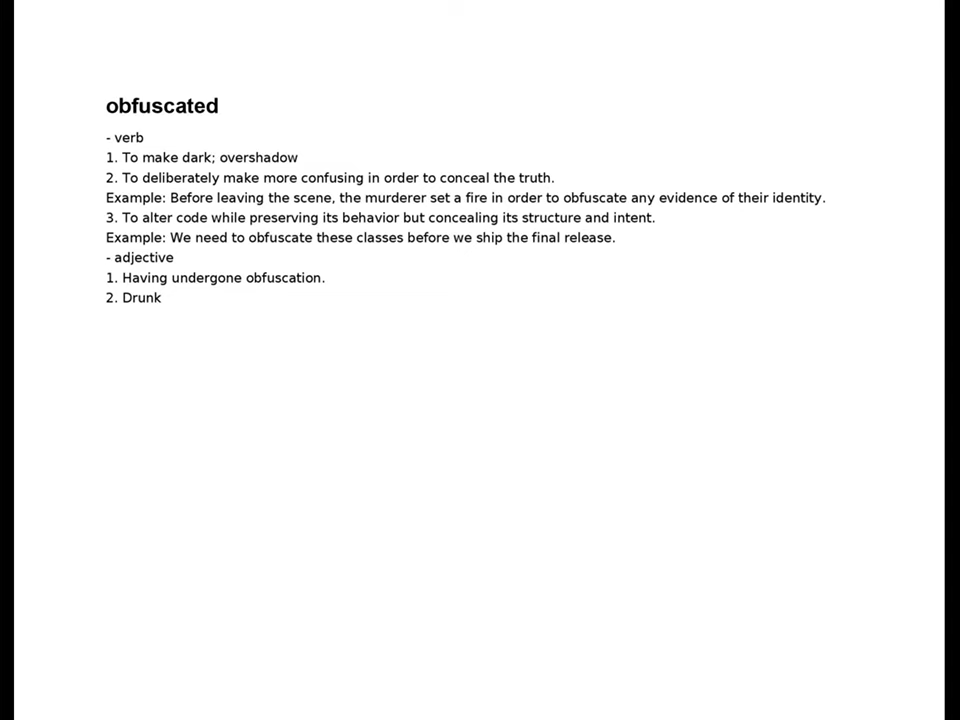 obfuscated
- verb
1. To make dark; overshadow
2. To deliberately make more confusing in order to conceal the truth.
Example: Before leaving the scene, the murderer set a fire in order to obfuscate any evidence of their identity.
3. To alter code while preserving its behavior but concealing its structure and intent.
Example: We need to obfuscate these classes before we ship the final release.
- adjective
1. Having undergone obfuscation.
2. Drunk